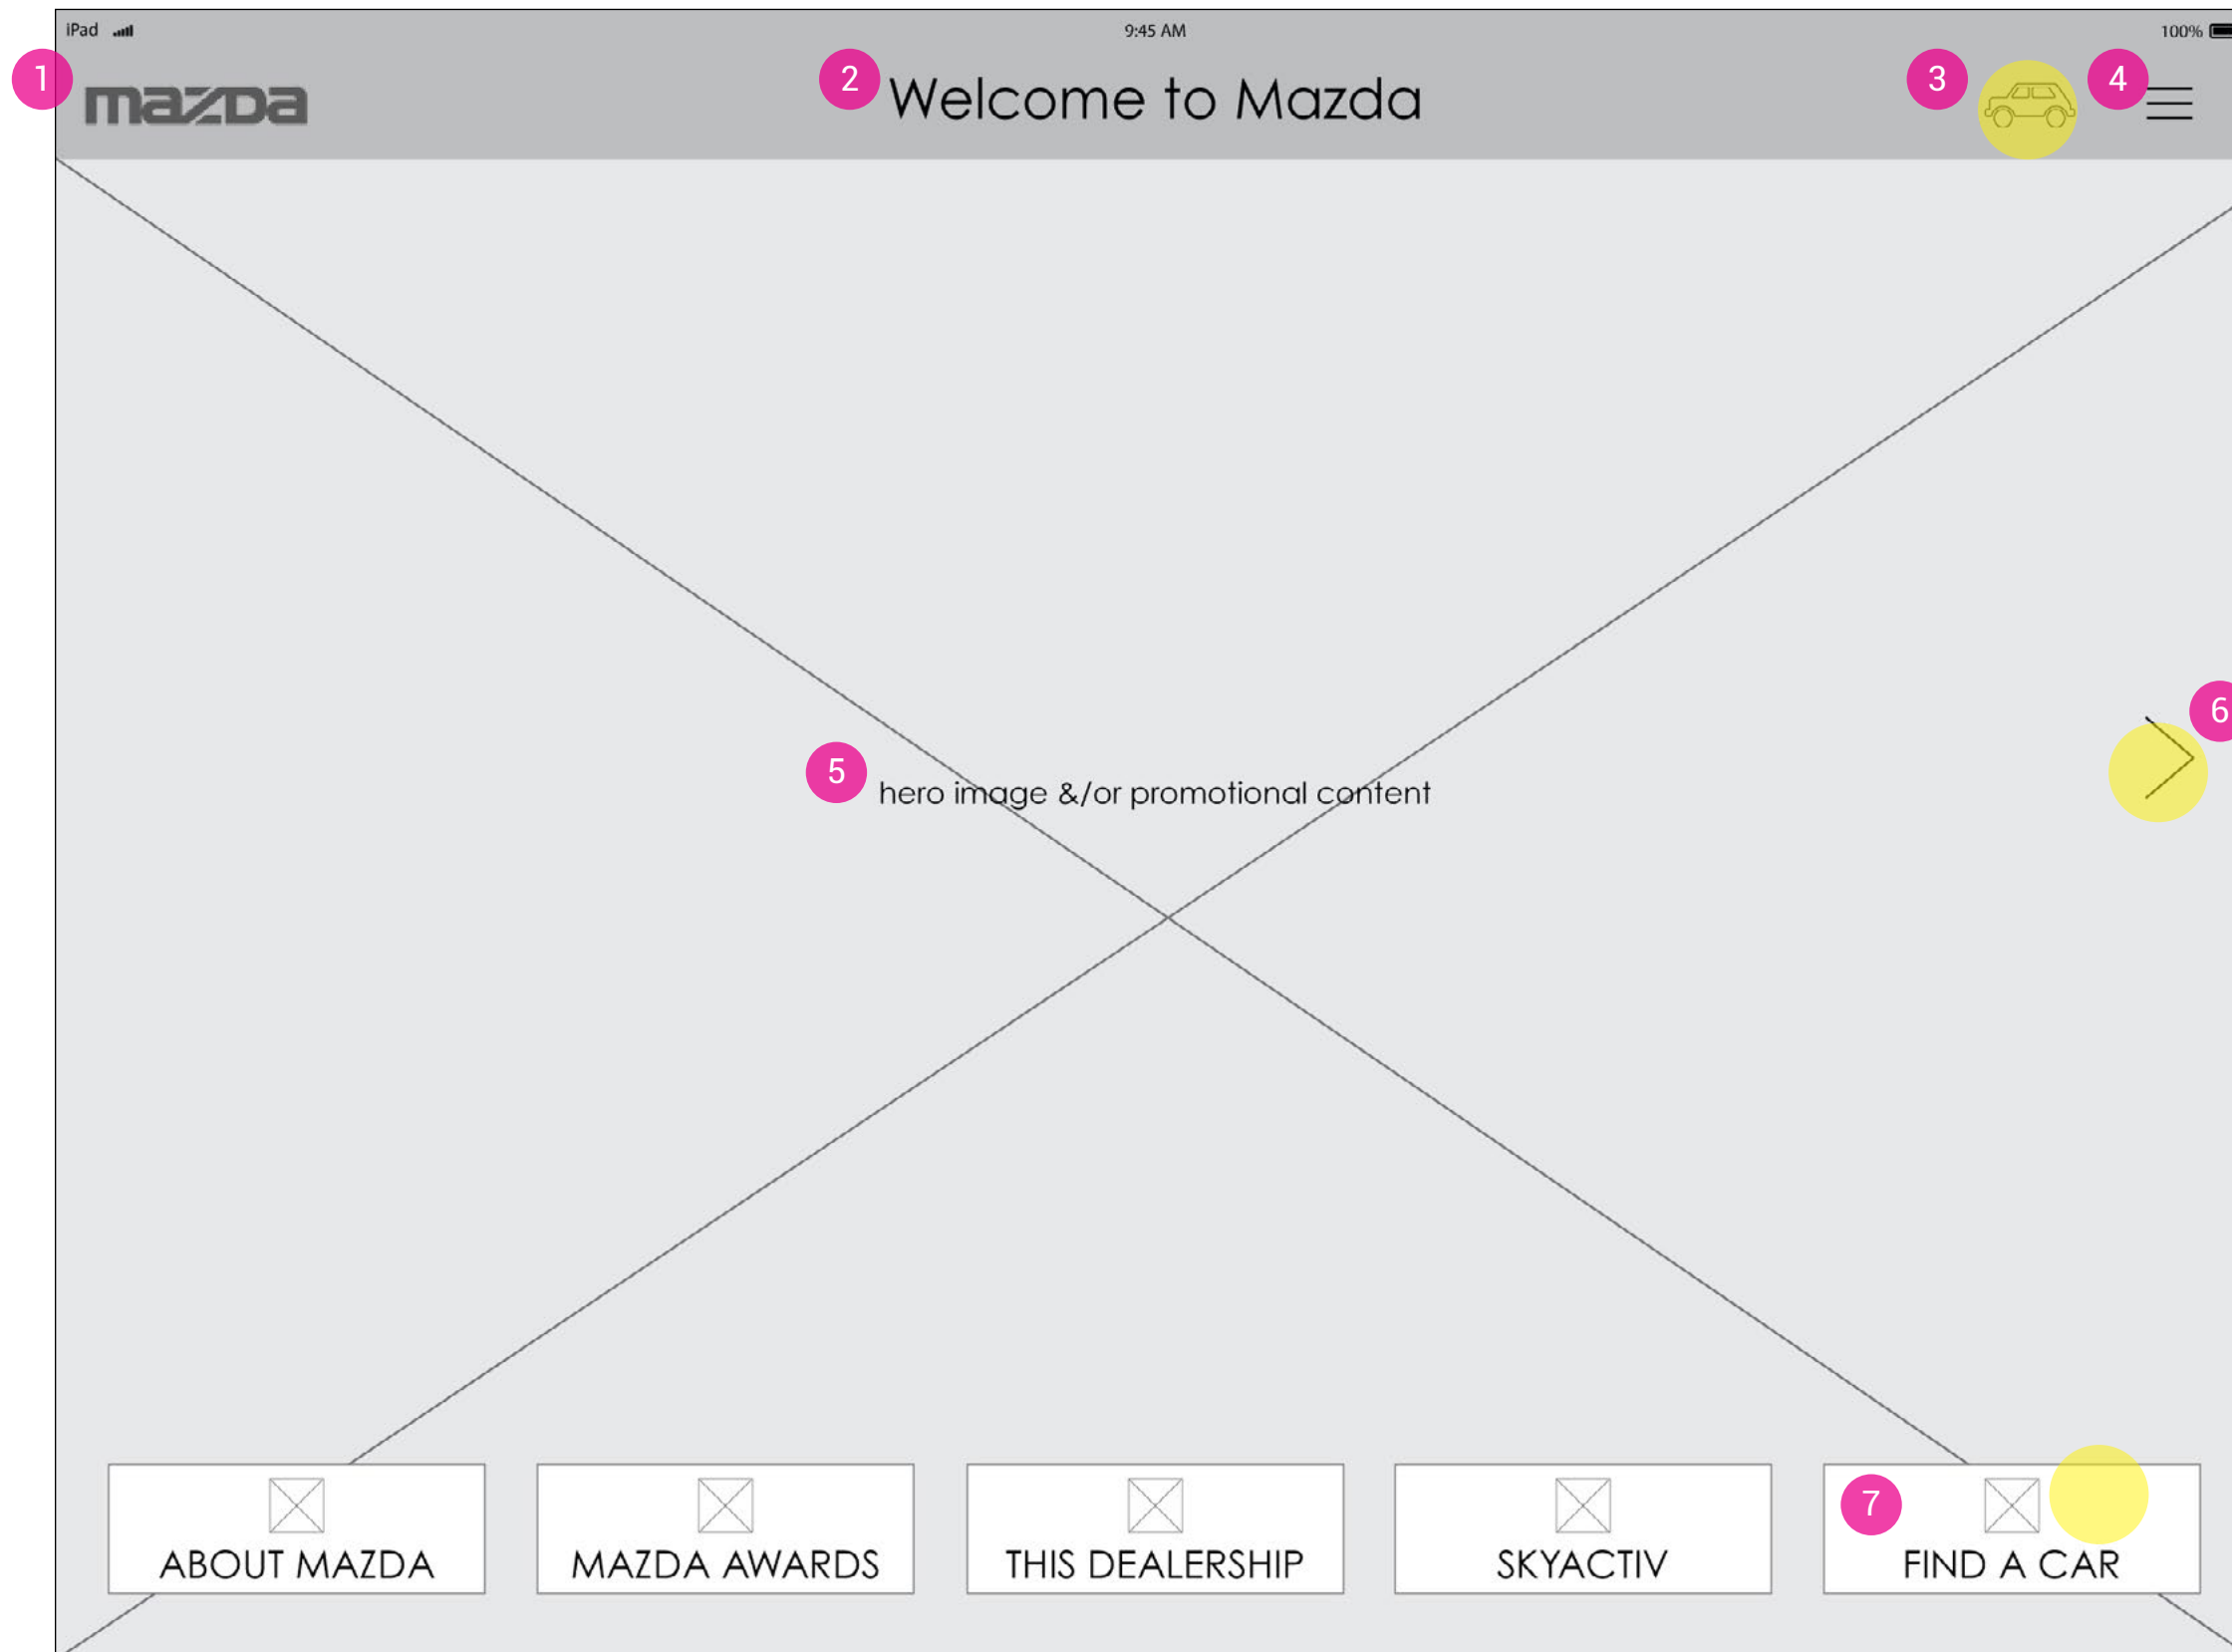 iPad
9:45 AM
100%
1
mazda
2
Welcome to Mazda
3
4
6
5
hero image &/or promotional content
7
ABOUT MAZDA
MAZDA AWARDS
THIS DEALERSHIP
SKYACTIV
FIND A CAR